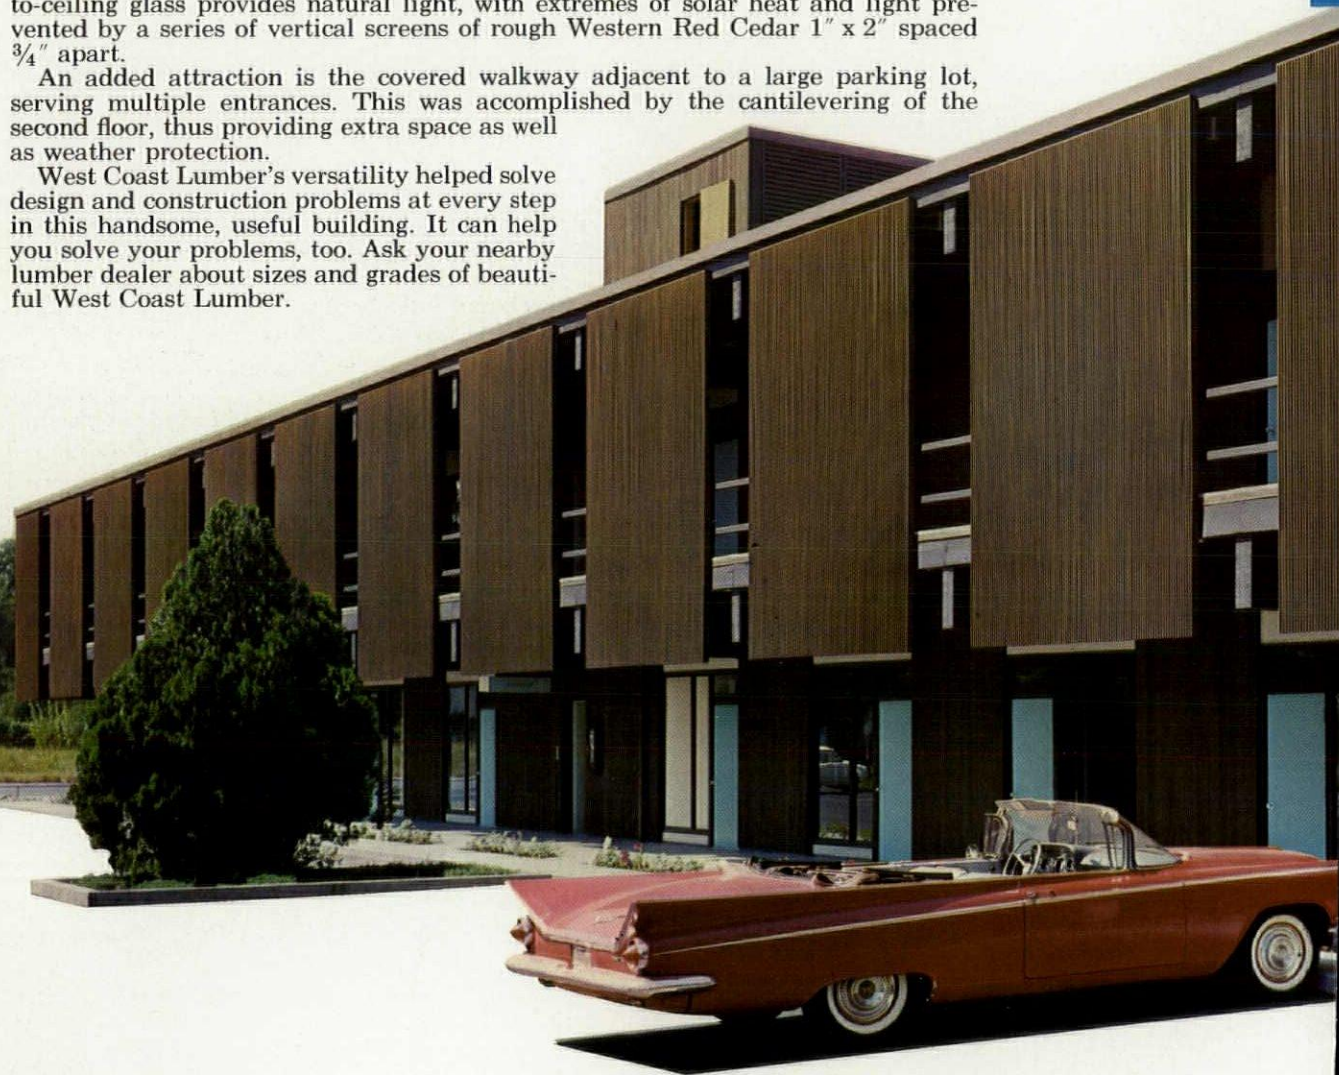 to-ceiling glass provides natural light, with extremes of solar heat and light pre-
vented by a series of vertical screens of rough Western Red Cedar 1″ x 2″ spaced
¾″ apart.
An added attraction is the covered walkway adjacent to a large parking lot,
serving multiple entrances. This was accomplished by the cantilevering of the
second floor, thus providing extra space as well
as weather protection.
West Coast Lumber's versatility helped solve
design and construction problems at every step
in this handsome, useful building. It can help
you solve your problems, too. Ask your nearby
lumber dealer about sizes and grades of beauti-
ful West Coast Lumber.